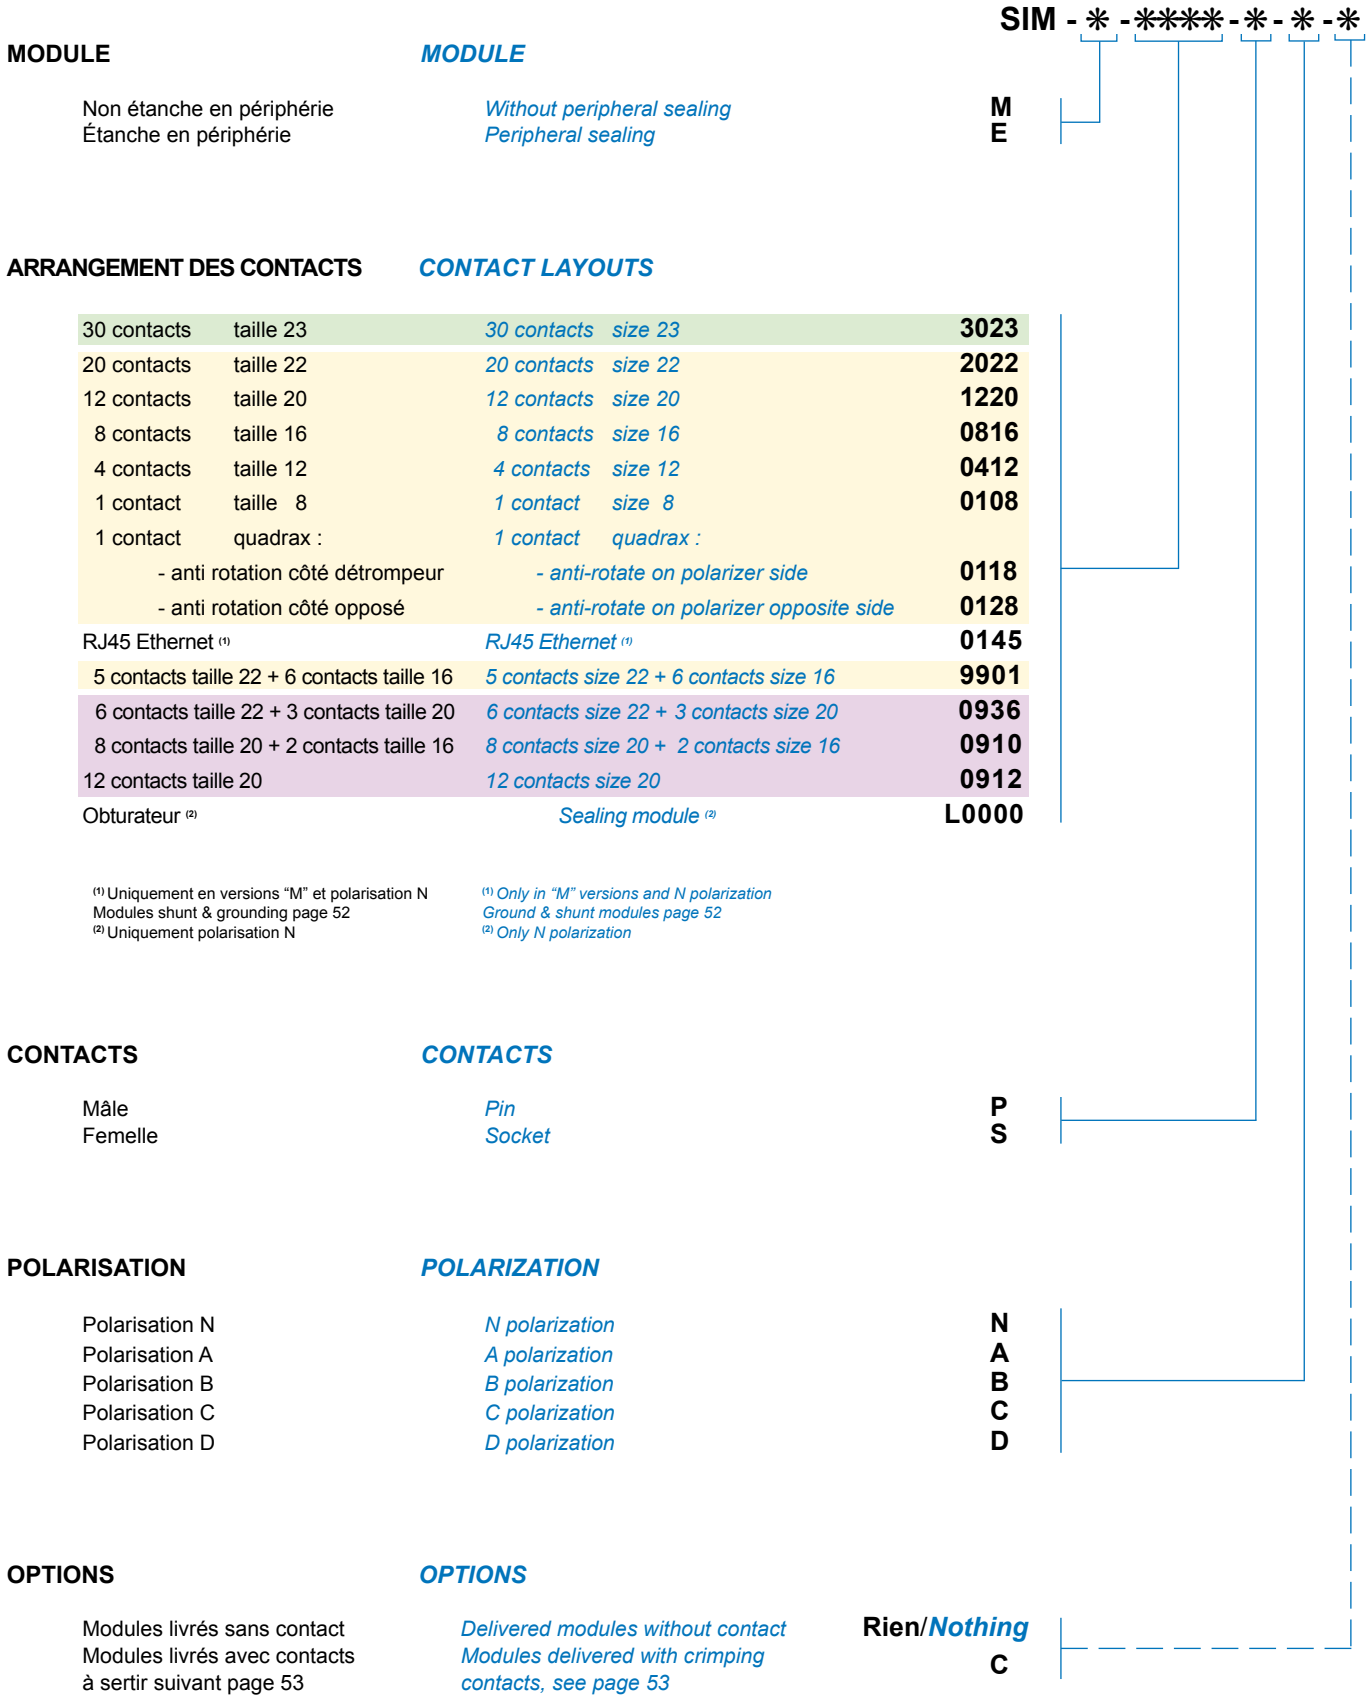 SIM - ✻ -✻✻✻✻-✻-✻-✻
MODULE MODULE
Non étanche en périphérie Without peripheral sealing M
Étanche en périphérie Peripheral sealing E
ARRANGEMENT DES CONTACTS CONTACT LAYOUTS
30 contacts taille 23 30 contacts size 23 3023
20 contacts taille 22 20 contacts size 22 2022
12 contacts taille 20 12 contacts size 20 1220
8 contacts taille 16 8 contacts size 16 0816
4 contacts taille 12 4 contacts size 12 0412
1 contact taille 8 1 contact size 8 0108
1 contact quadrax : 1 contact quadrax :
- anti rotation côté détrompeur - anti-rotate on polarizer side 0118
- anti rotation côté opposé - anti-rotate on polarizer opposite side 0128
RJ45 Ethernet (1) RJ45 Ethernet (1) 0145
5 contacts taille 22 + 6 contacts taille 16 5 contacts size 22 + 6 contacts size 16 9901
6 contacts taille 22 + 3 contacts taille 20 6 contacts size 22 + 3 contacts size 20 0936
8 contacts taille 20 + 2 contacts taille 16 8 contacts size 20 + 2 contacts size 16 0910
12 contacts taille 20 12 contacts size 20 0912
Obturateur (2) Sealing module (2) L0000
(1) Uniquement en versions “M” et polarisation N (1) Only in “M” versions and N polarization
Modules shunt & grounding page 52 Ground & shunt modules page 52
(2) Uniquement polarisation N (2) Only N polarization
CONTACTS CONTACTS
Mâle Pin P
Femelle Socket S
POLARISATION POLARIZATION
Polarisation N N polarization N
Polarisation A A polarization A
Polarisation B B polarization B
Polarisation C C polarization C
Polarisation D D polarization D
OPTIONS OPTIONS
Modules livrés sans contact Delivered modules without contact Rien/Nothing
Modules livrés avec contacts Modules delivered with crimping C
à sertir suivant page 53 contacts, see page 53